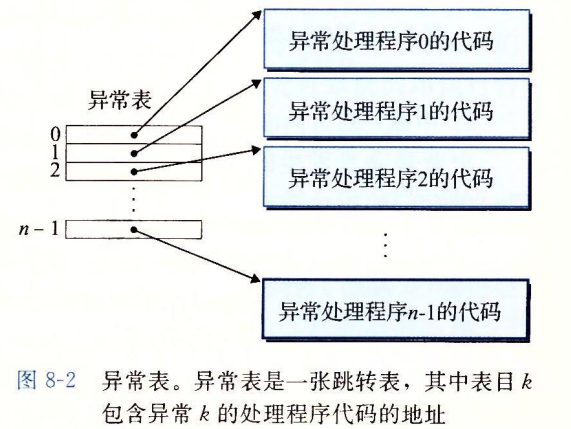 异常处理程序0的代码
异常表
异常处理程序1的代码
0
1
2
异常处理程序2的代码
n – 1
异常处理程序n-1的代码
图 8-2 异常表。异常表是一张跳转表，其中表目 k
包含异常 k 的处理程序代码的地址